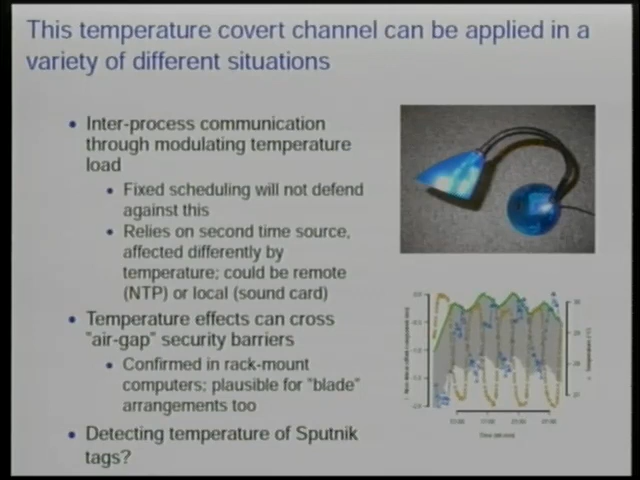 This temperature covert channel can be applied in a
variety of different situations
• Inter-process communication
through modulating temperature
load
• Fixed scheduling will not defend
against this
• Relies on second time source,
affected differently by
temperature; could be remote
(NTP) or local (sound card)
• Temperature effects can cross
"air-gap" security barriers
• Confirmed in rack-mount
computers; plausible for "blade"
arrangements too
• Detecting temperature of Sputnik
tags?